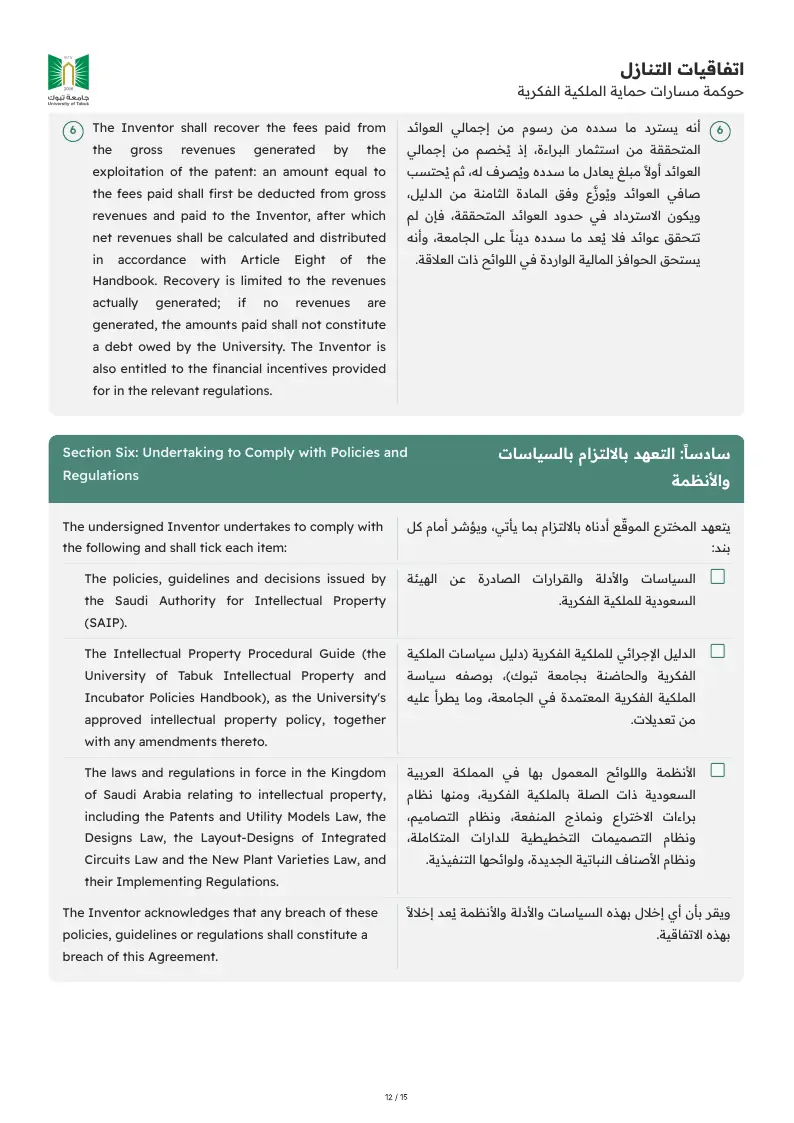 اتفاقيات التنازل
حوكمة مسارات حماية الملكية الفكرية
جامعة تبوك
University of Tabuk
6 أنه يسترد ما سدده من رسوم من إجمالي العوائد
المتحققة من استثمار البراءة، إذ يُخصم من إجمالي
العوائد أولاً مبلغ يعادل ما سدده ويُصرف له، ثم يُحتسب
صافي العوائد ويُوزَّع وفق المادة الثامنة من الدليل،
ويكون الاسترداد في حدود العوائد المتحققة، فإن لم
تتحقق عوائد فلا يُعد ما سدده ديناً على الجامعة، وأنه
يستحق الحوافز المالية الواردة في اللوائح ذات العلاقة.
6 The Inventor shall recover the fees paid from
the gross revenues generated by the
exploitation of the patent: an amount equal to
the fees paid shall first be deducted from gross
revenues and paid to the Inventor, after which
net revenues shall be calculated and distributed
in accordance with Article Eight of the
Handbook. Recovery is limited to the revenues
actually generated; if no revenues are
generated, the amounts paid shall not constitute
a debt owed by the University. The Inventor is
also entitled to the financial incentives provided
for in the relevant regulations.
سادساً: التعهد بالالتزام بالسياسات
والأنظمة
Section Six: Undertaking to Comply with Policies and
Regulations
يتعهد المخترع الموقّع أدناه بالالتزام بما يأتي، ويؤشر أمام كل
بند:
The undersigned Inventor undertakes to comply with
the following and shall tick each item:
السياسات والأدلة والقرارات الصادرة عن الهيئة
السعودية للملكية الفكرية.
The policies, guidelines and decisions issued by
the Saudi Authority for Intellectual Property
(SAIP).
الدليل الإجرائي للملكية الفكرية (دليل سياسات الملكية
الفكرية والحاضنة بجامعة تبوك)، بوصفه سياسة
الملكية الفكرية المعتمدة في الجامعة، وما يطرأ عليه
من تعديلات.
The Intellectual Property Procedural Guide (the
University of Tabuk Intellectual Property and
Incubator Policies Handbook), as the University's
approved intellectual property policy, together
with any amendments thereto.
الأنظمة واللوائح المعمول بها في المملكة العربية
السعودية ذات الصلة بالملكية الفكرية، ومنها نظام
براءات الاختراع ونماذج المنفعة، ونظام التصاميم،
ونظام التصميمات التخطيطية للدارات المتكاملة،
ونظام الأصناف النباتية الجديدة، ولوائحها التنفيذية.
The laws and regulations in force in the Kingdom
of Saudi Arabia relating to intellectual property,
including the Patents and Utility Models Law, the
Designs Law, the Layout-Designs of Integrated
Circuits Law and the New Plant Varieties Law, and
their Implementing Regulations.
ويقر بأن أي إخلال بهذه السياسات والأدلة والأنظمة يُعد إخلالاً
بهذه الاتفاقية.
The Inventor acknowledges that any breach of these
policies, guidelines or regulations shall constitute a
breach of this Agreement.
12 / 15